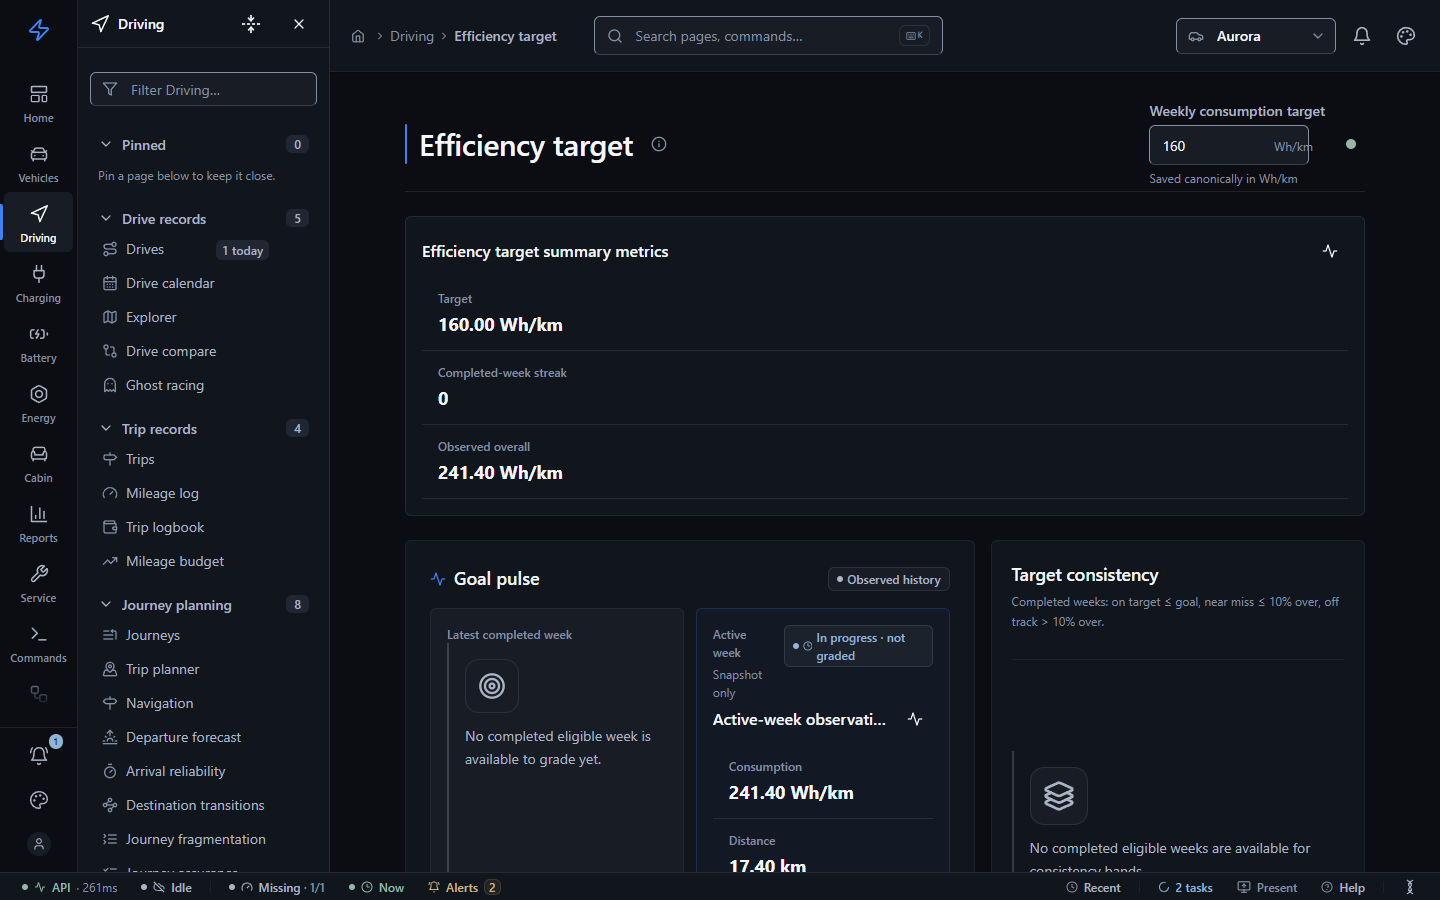 Driving
Driving
Efficiency target
Search pages, commands...
K
Aurora
Home
Vehicles
Driving
Charging
Battery
Energy
Cabin
Reports
Service
Commands
1
Filter Driving...
Pinned
0
Pin a page below to keep it close.
Drive records
5
Drives
1 today
Drive calendar
Explorer
Drive compare
Ghost racing
Trip records
4
Trips
Mileage log
Trip logbook
Mileage budget
Journey planning
8
Journeys
Trip planner
Navigation
Departure forecast
Arrival reliability
Destination transitions
Journey fragmentation
Efficiency target
Weekly consumption target
160
Wh/km
Saved canonically in Wh/km
Efficiency target summary metrics
Target
160.00 Wh/km
Completed-week streak
0
Observed overall
241.40 Wh/km
Goal pulse
Observed history
Latest completed week
No completed eligible week is
available to grade yet.
Active
week
In progress · not
graded
Snapshot
only
Active-week observati...
Consumption
241.40 Wh/km
Distance
17.40 km
Target consistency
Completed weeks: on target ≤ goal, near miss ≤ 10% over, off
track > 10% over.
No completed eligible weeks are available for
consistency bands.
API · 261ms
Idle
Missing · 1/1
Now
Alerts 2
Recent
2 tasks
Present
Help